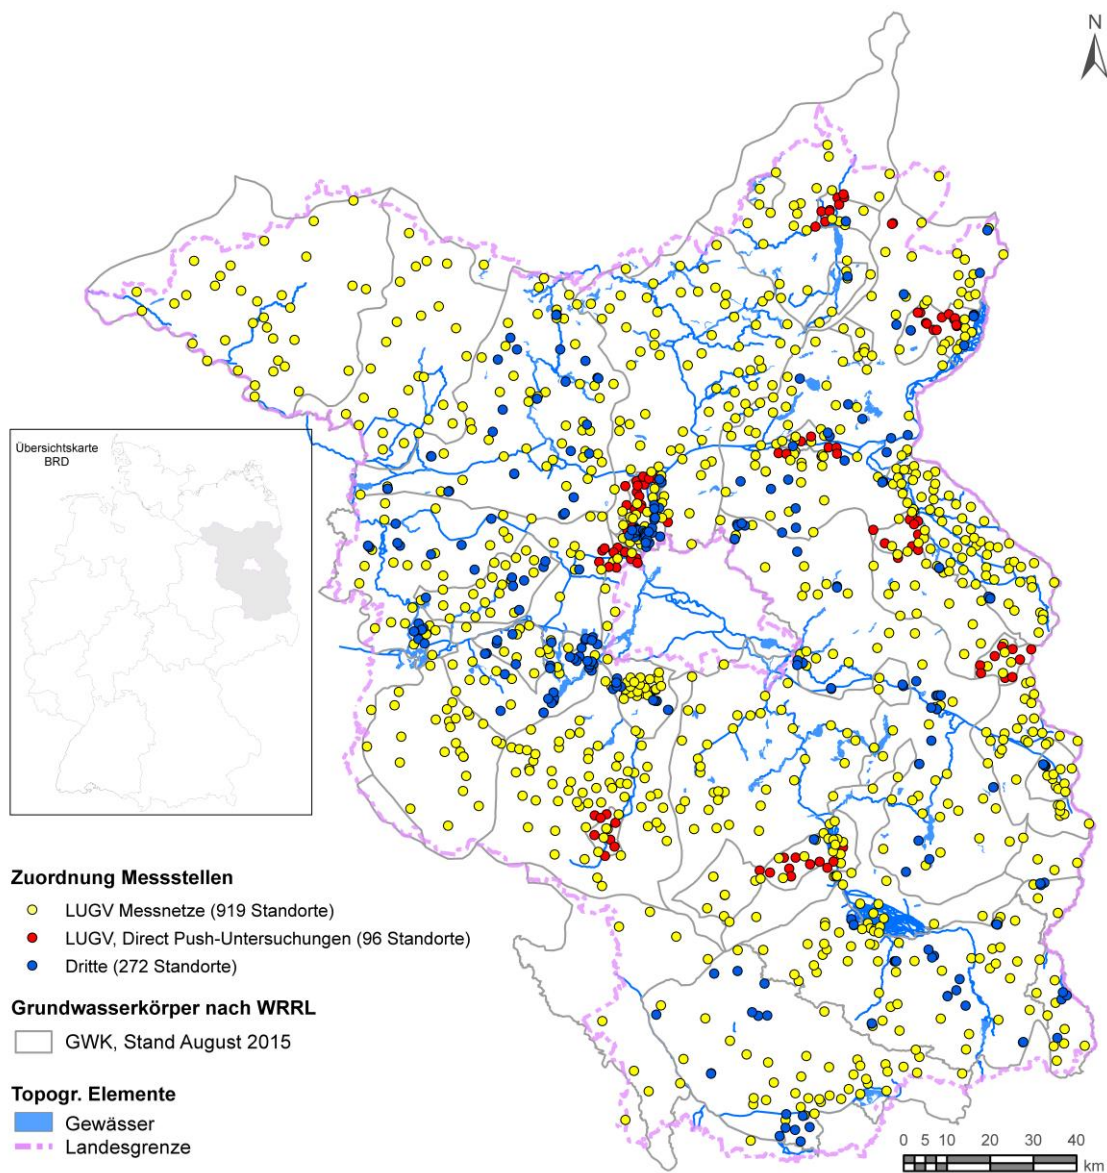 N
Übersichtskarte
BRD
Zuordnung Messstellen
LUGV Messnetze (919 Standorte)
LUGV, Direct Push-Untersuchungen (96 Standorte)
Dritte (272 Standorte)
Grundwasserkörper nach WRRL
GWK, Stand August 2015
Topogr. Elemente
Gewässer
Landesgrenze
0 5 10 20 30 40
km